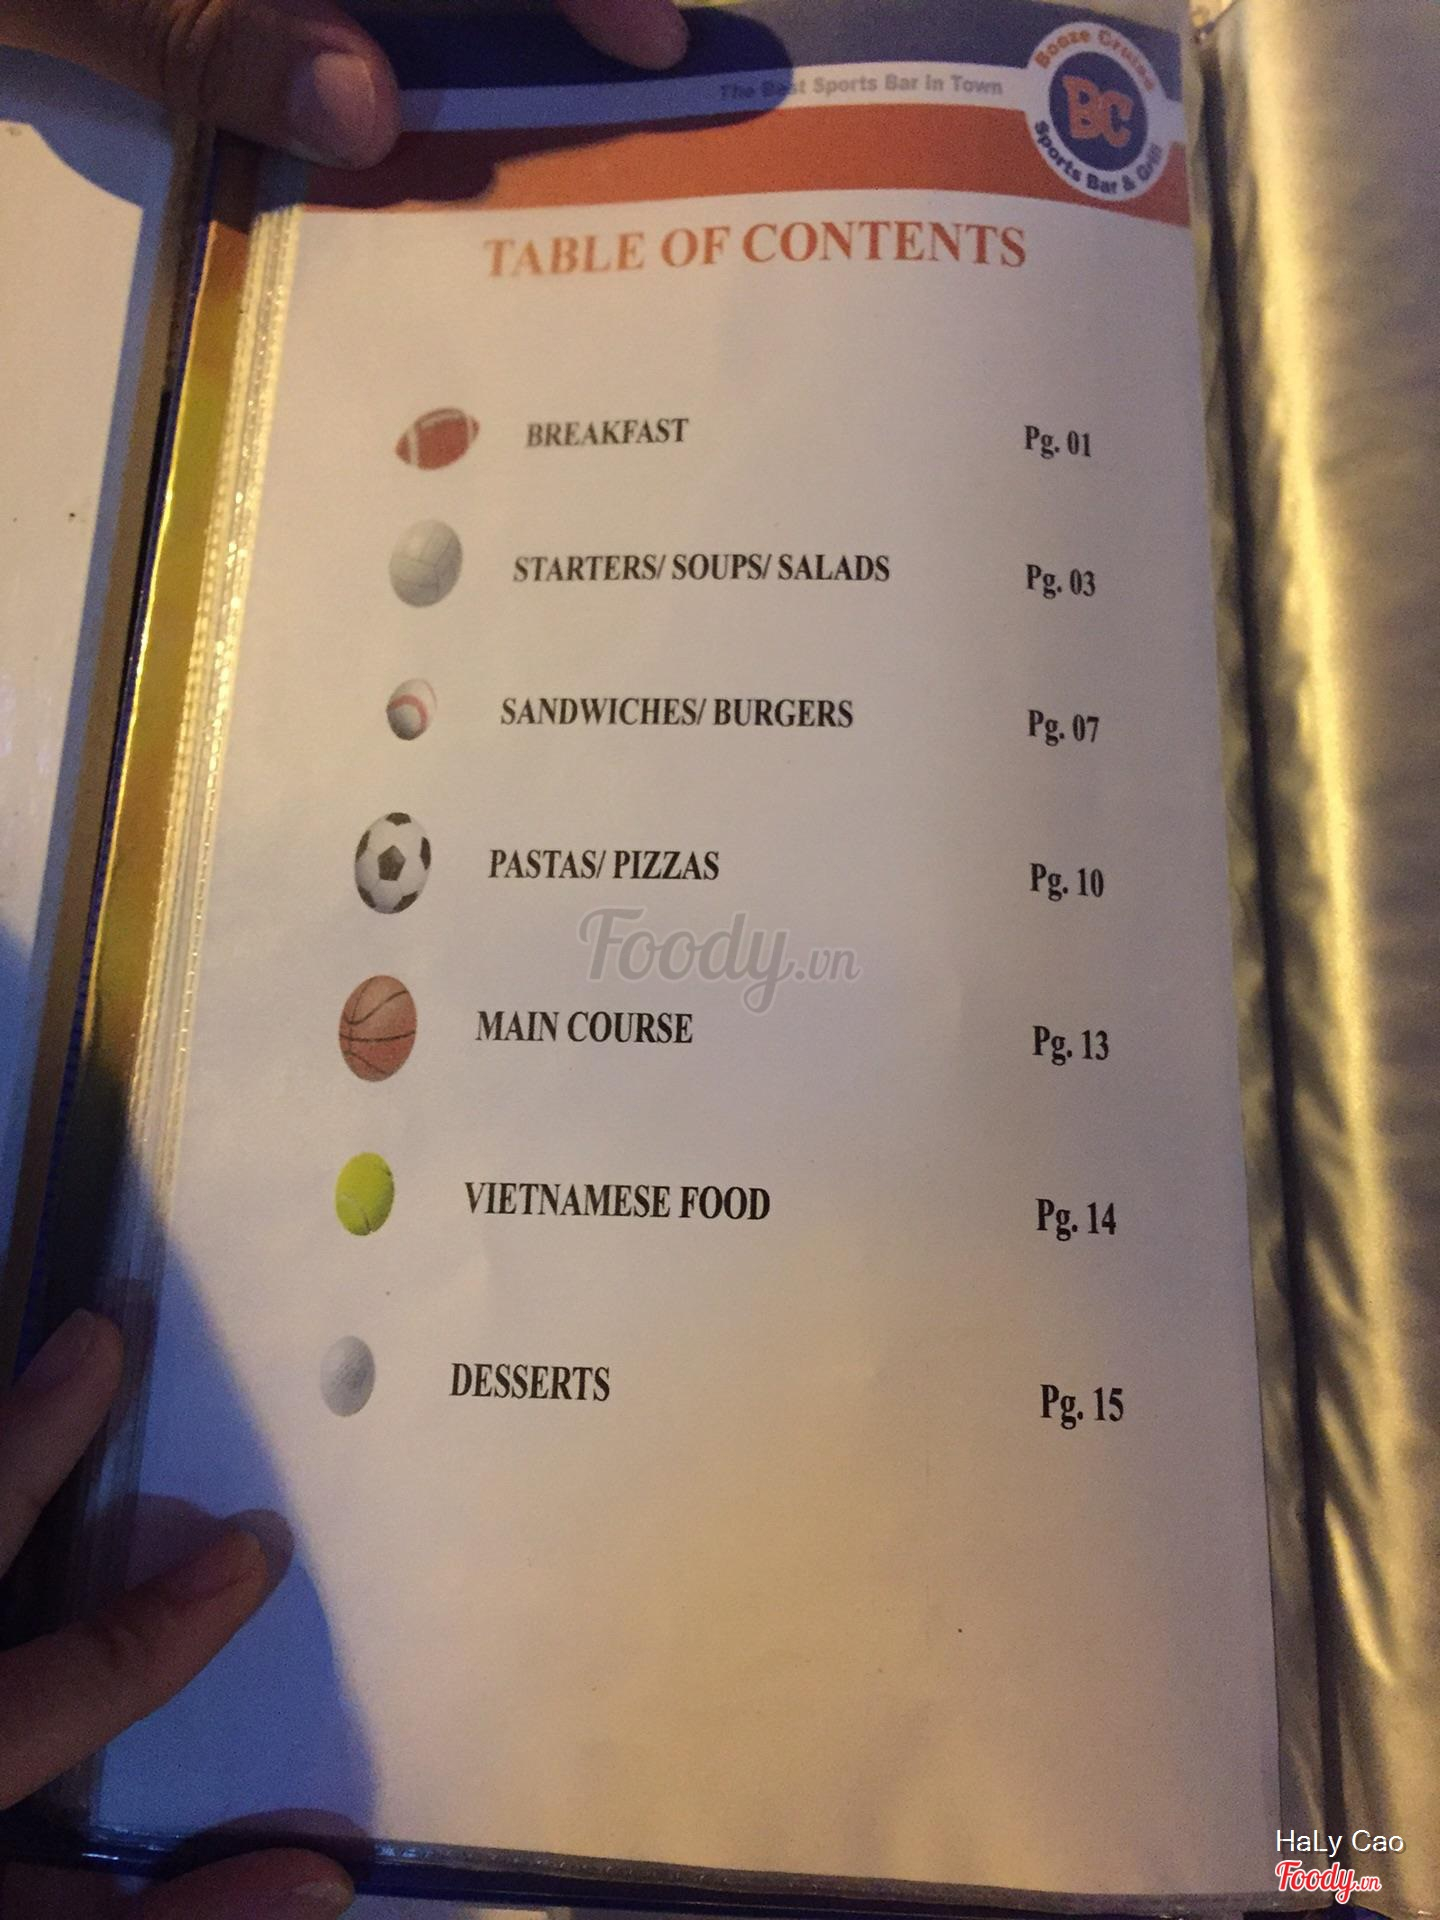 The Best Sports Bar In Town
Booze Cruise
BC
Sports Bar & Grill
TABLE OF CONTENTS
BREAKFAST Pg. 01
STARTERS/ SOUPS/ SALADS Pg. 03
SANDWICHES/ BURGERS Pg. 07
PASTAS/ PIZZAS Pg. 10
Foody.vn
MAIN COURSE Pg. 13
VIETNAMESE FOOD Pg. 14
DESSERTS Pg. 15
HaLy Cao
Foody.vn